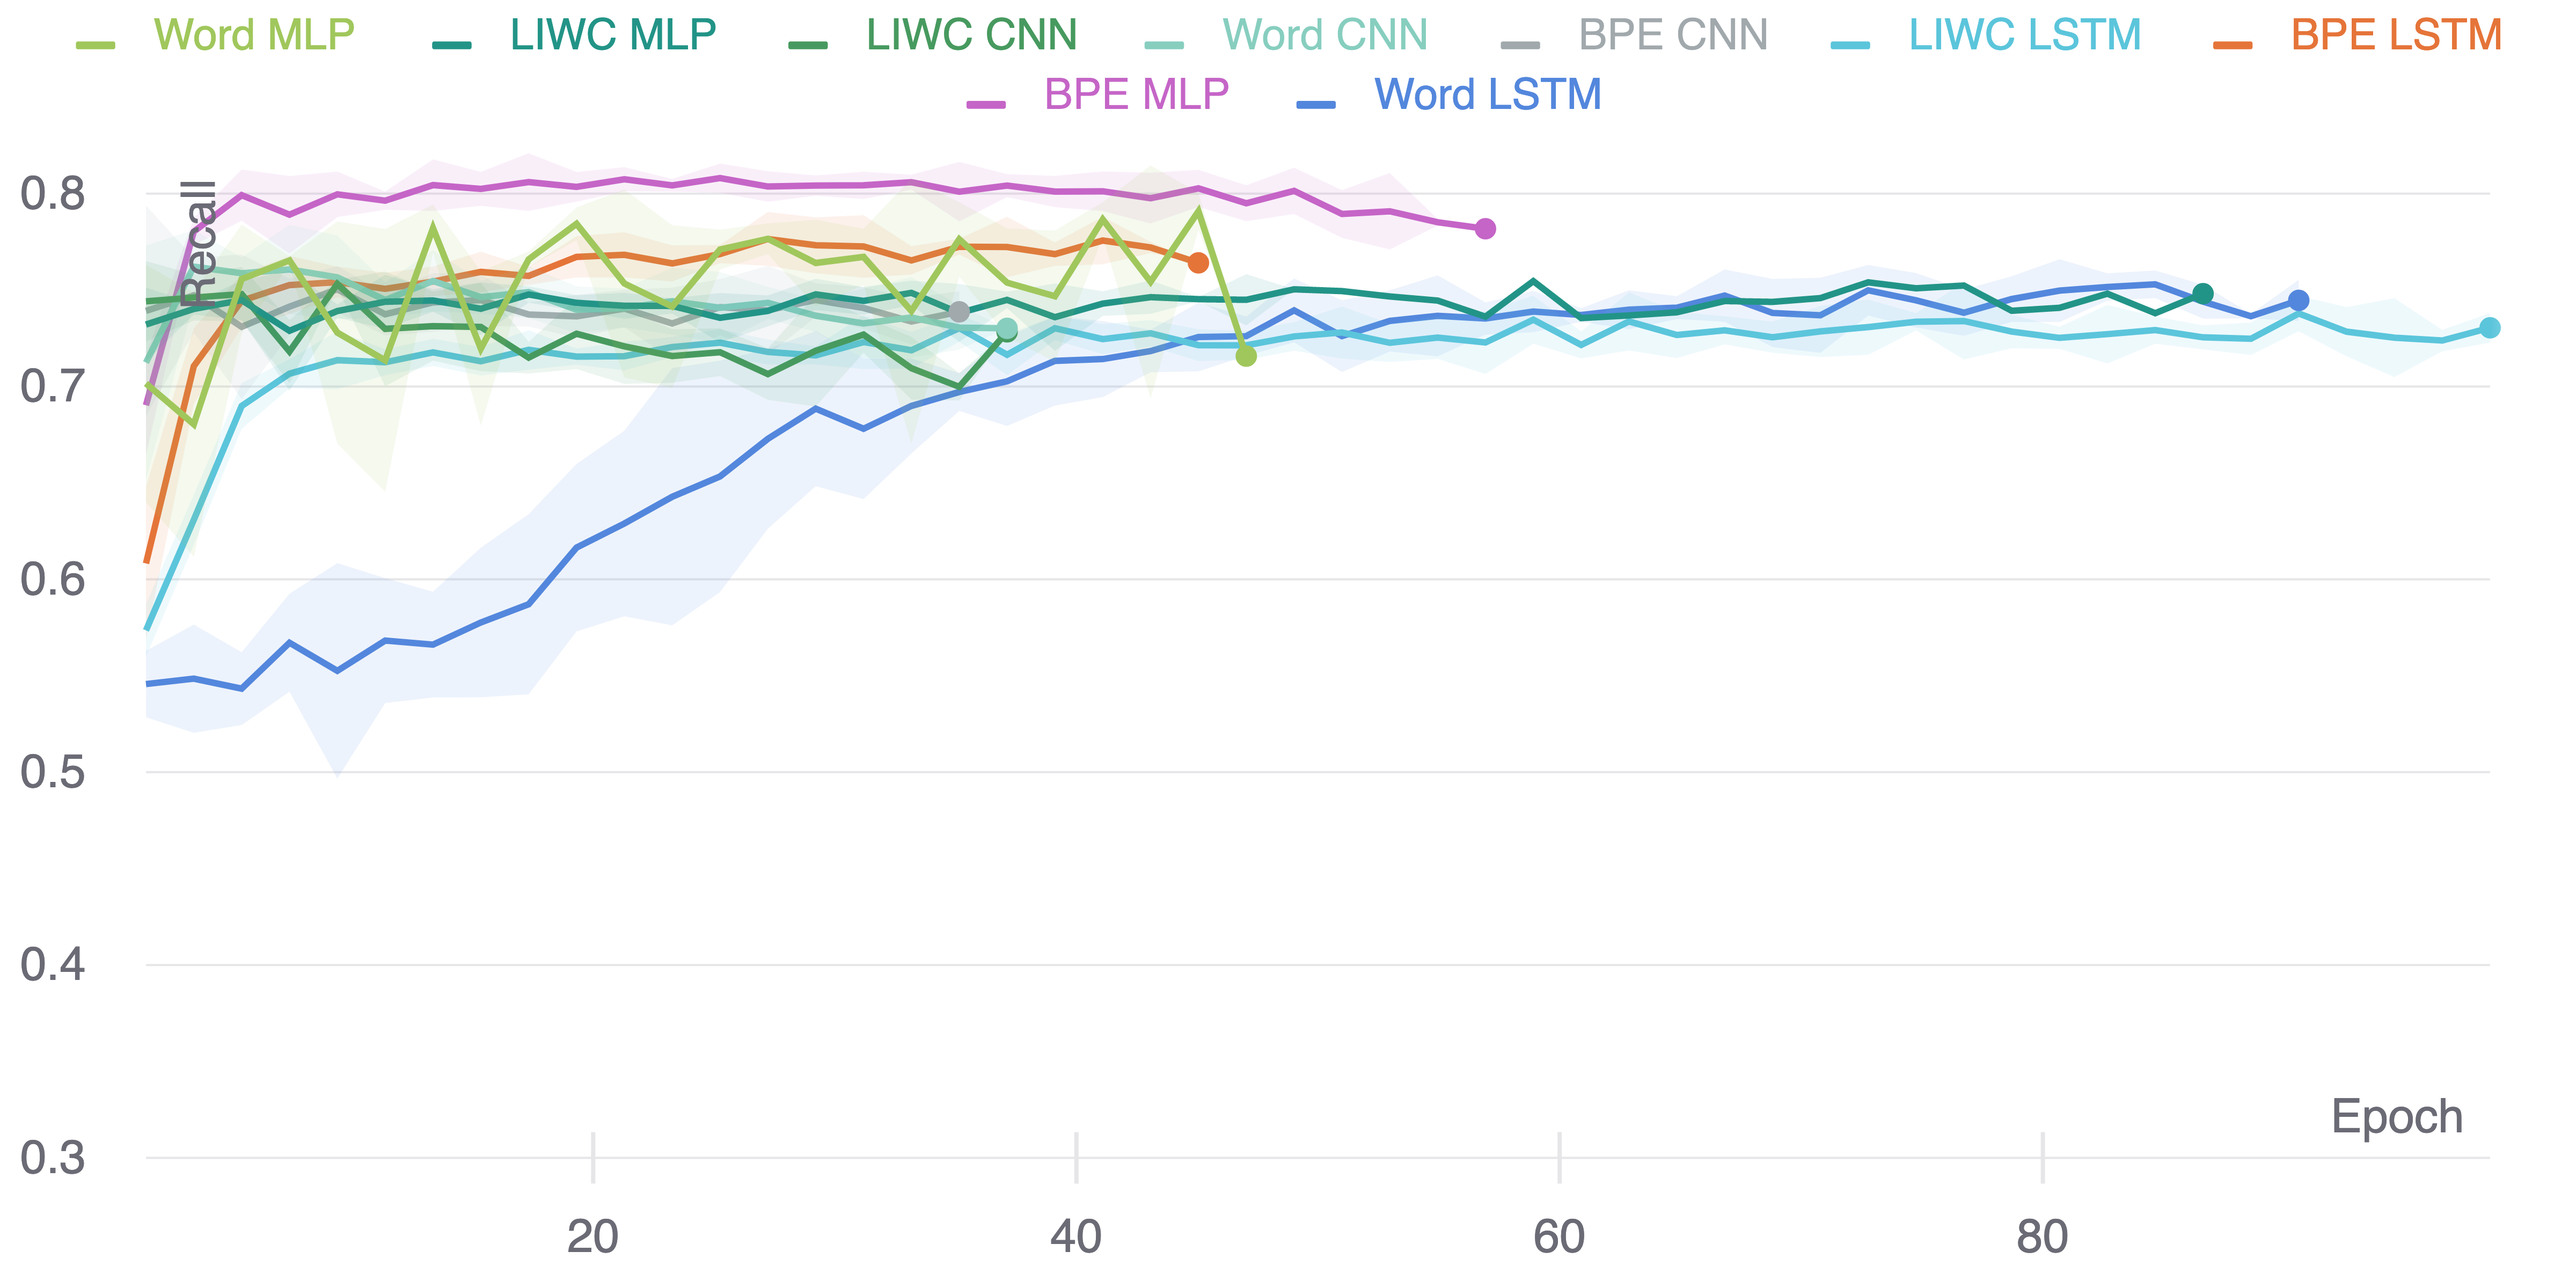 Word MLP LIWC MLP LIWC CNN Word CNN BPE CNN LIWC LSTM BPE LSTM
BPE MLP Word LSTM
Recall
0.8
0.7
0.6
0.5
0.4
0.3
Epoch
20 40 60 80